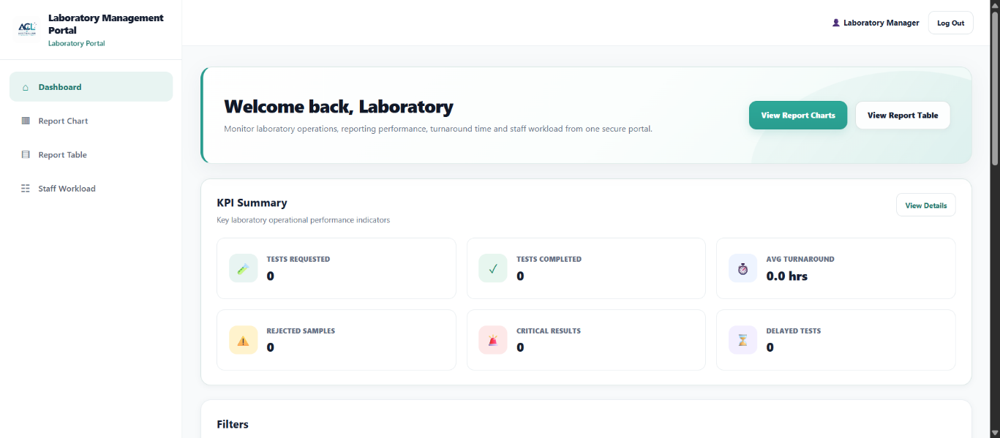 Laboratory Management
Portal
Laboratory Portal
ACL
AUSTRALIAN
Laboratory Manager
Log Out
Dashboard
Report Chart
Report Table
Staff Workload
Welcome back, Laboratory
Monitor laboratory operations, reporting performance, turnaround time and staff workload from one secure portal.
View Report Charts
View Report Table
KPI Summary
Key laboratory operational performance indicators
View Details
TESTS REQUESTED
0
TESTS COMPLETED
0
AVG TURNAROUND
0.0 hrs
REJECTED SAMPLES
0
CRITICAL RESULTS
0
DELAYED TESTS
0
Filters